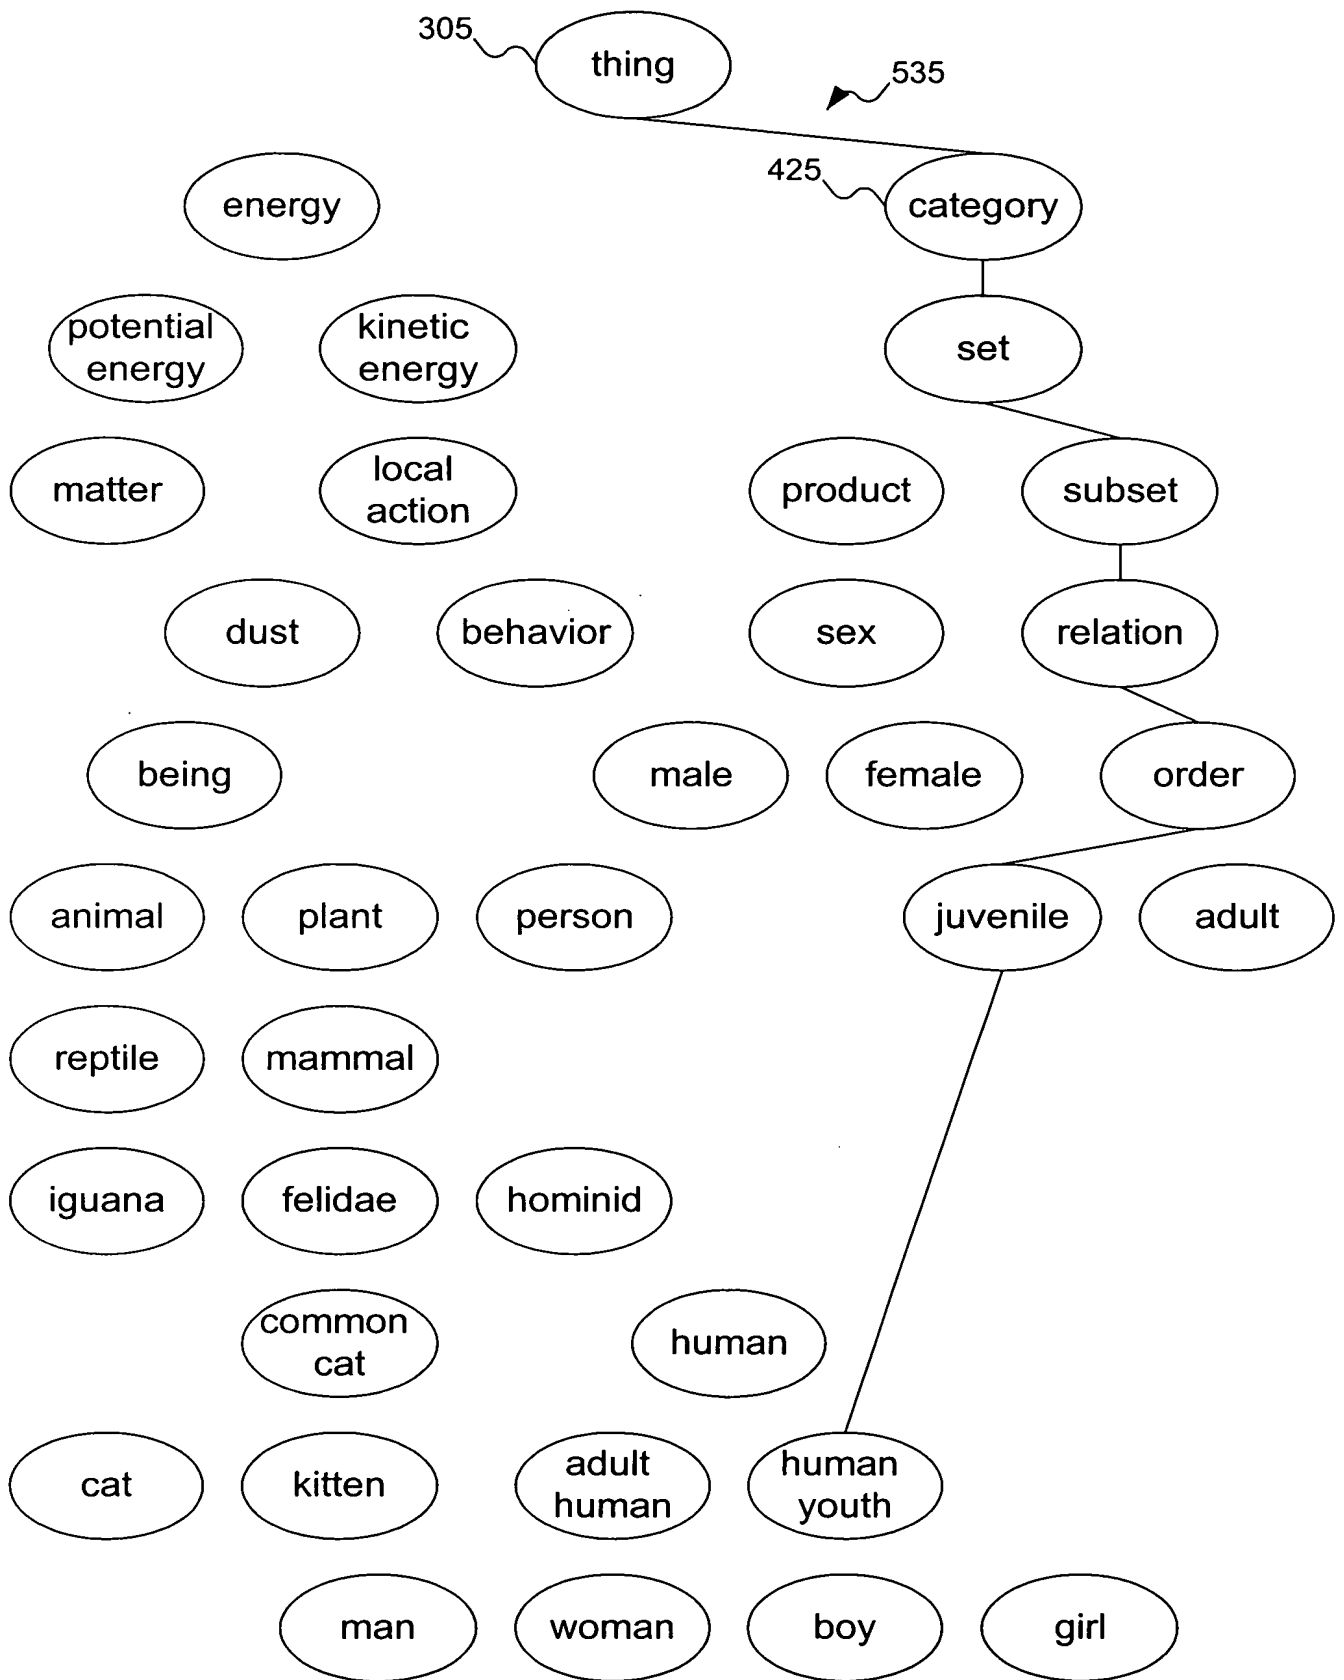 305
thing
535
energy
425
category
potential
energy
kinetic
energy
set
matter
local
action
product
subset
dust
behavior
sex
relation
being
male
female
order
animal
plant
person
juvenile
adult
reptile
mammal
iguana
felidae
hominid
common
cat
human
cat
kitten
adult
human
human
youth
man
woman
boy
girl